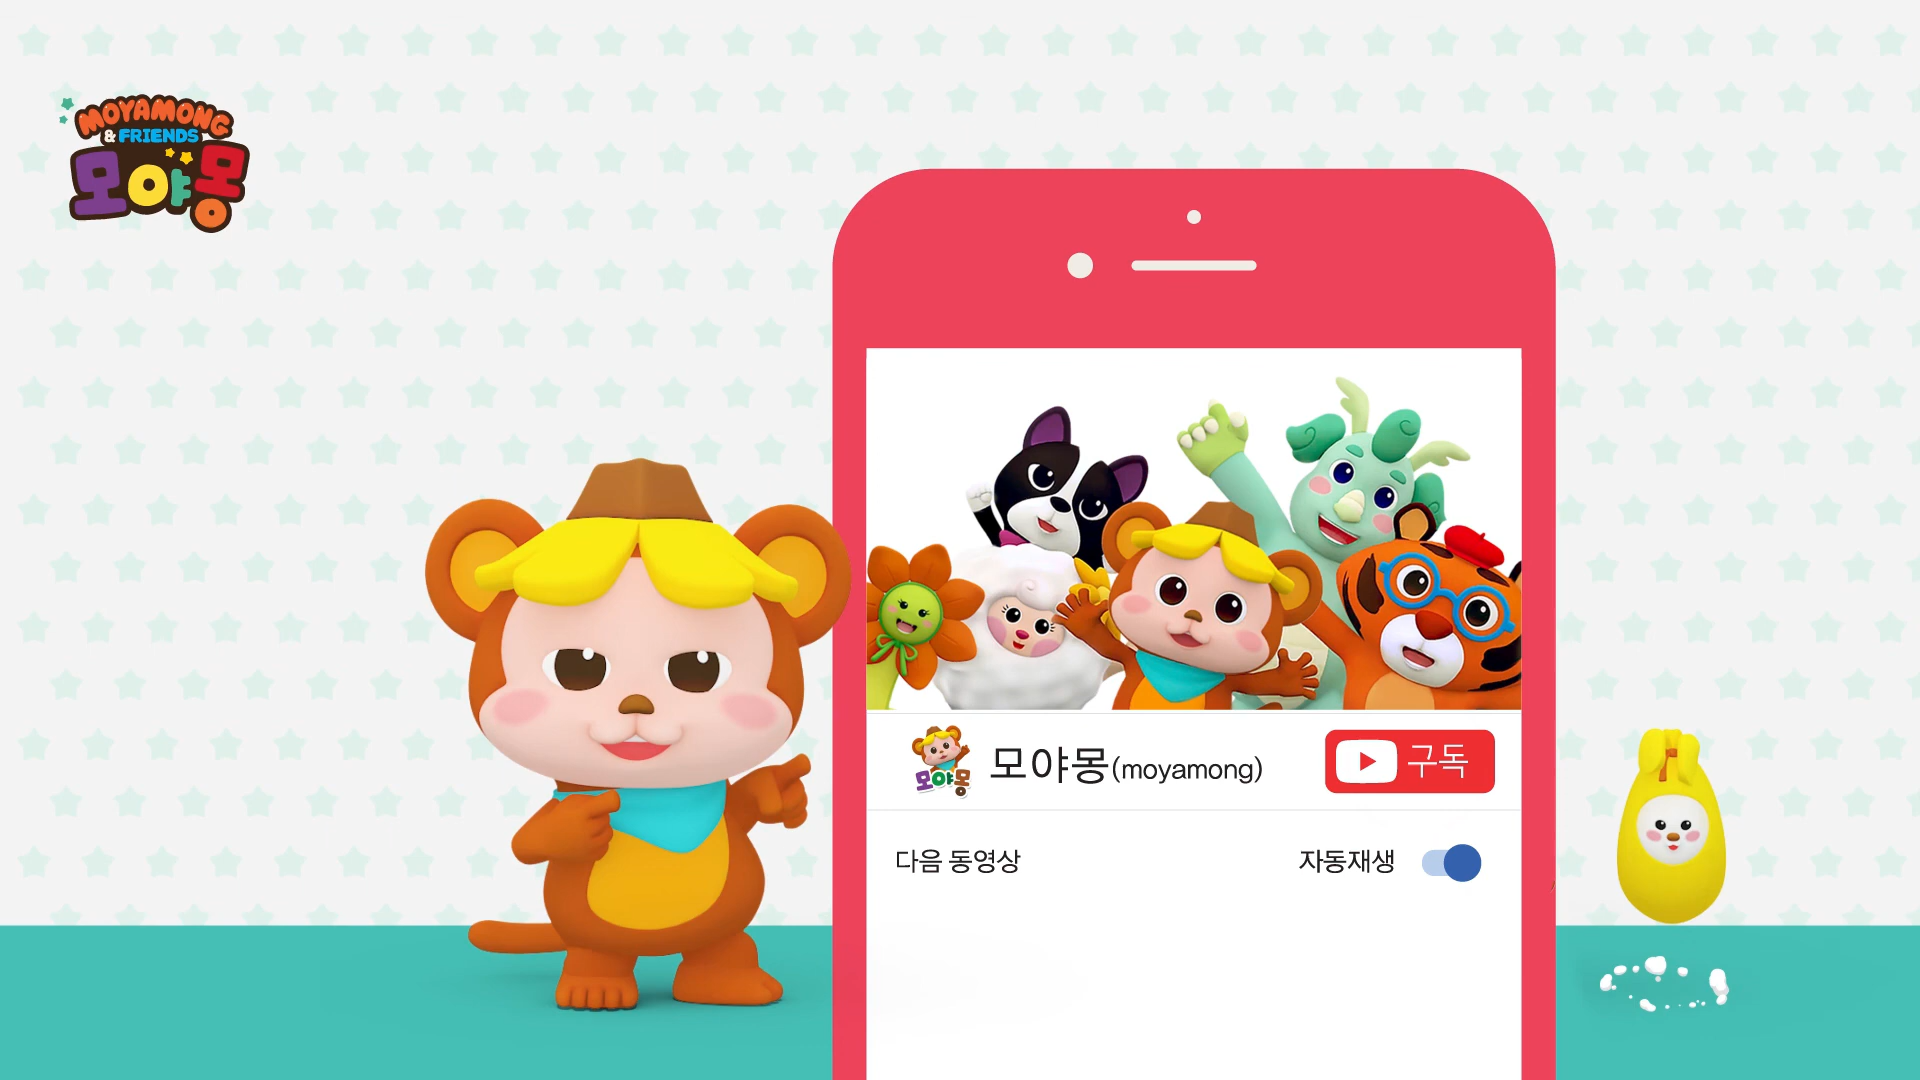 MOYAMONG
& FRIENDS
모야몽
모야몽
모야몽(moyamong)
구독
다음 동영상
자동재생